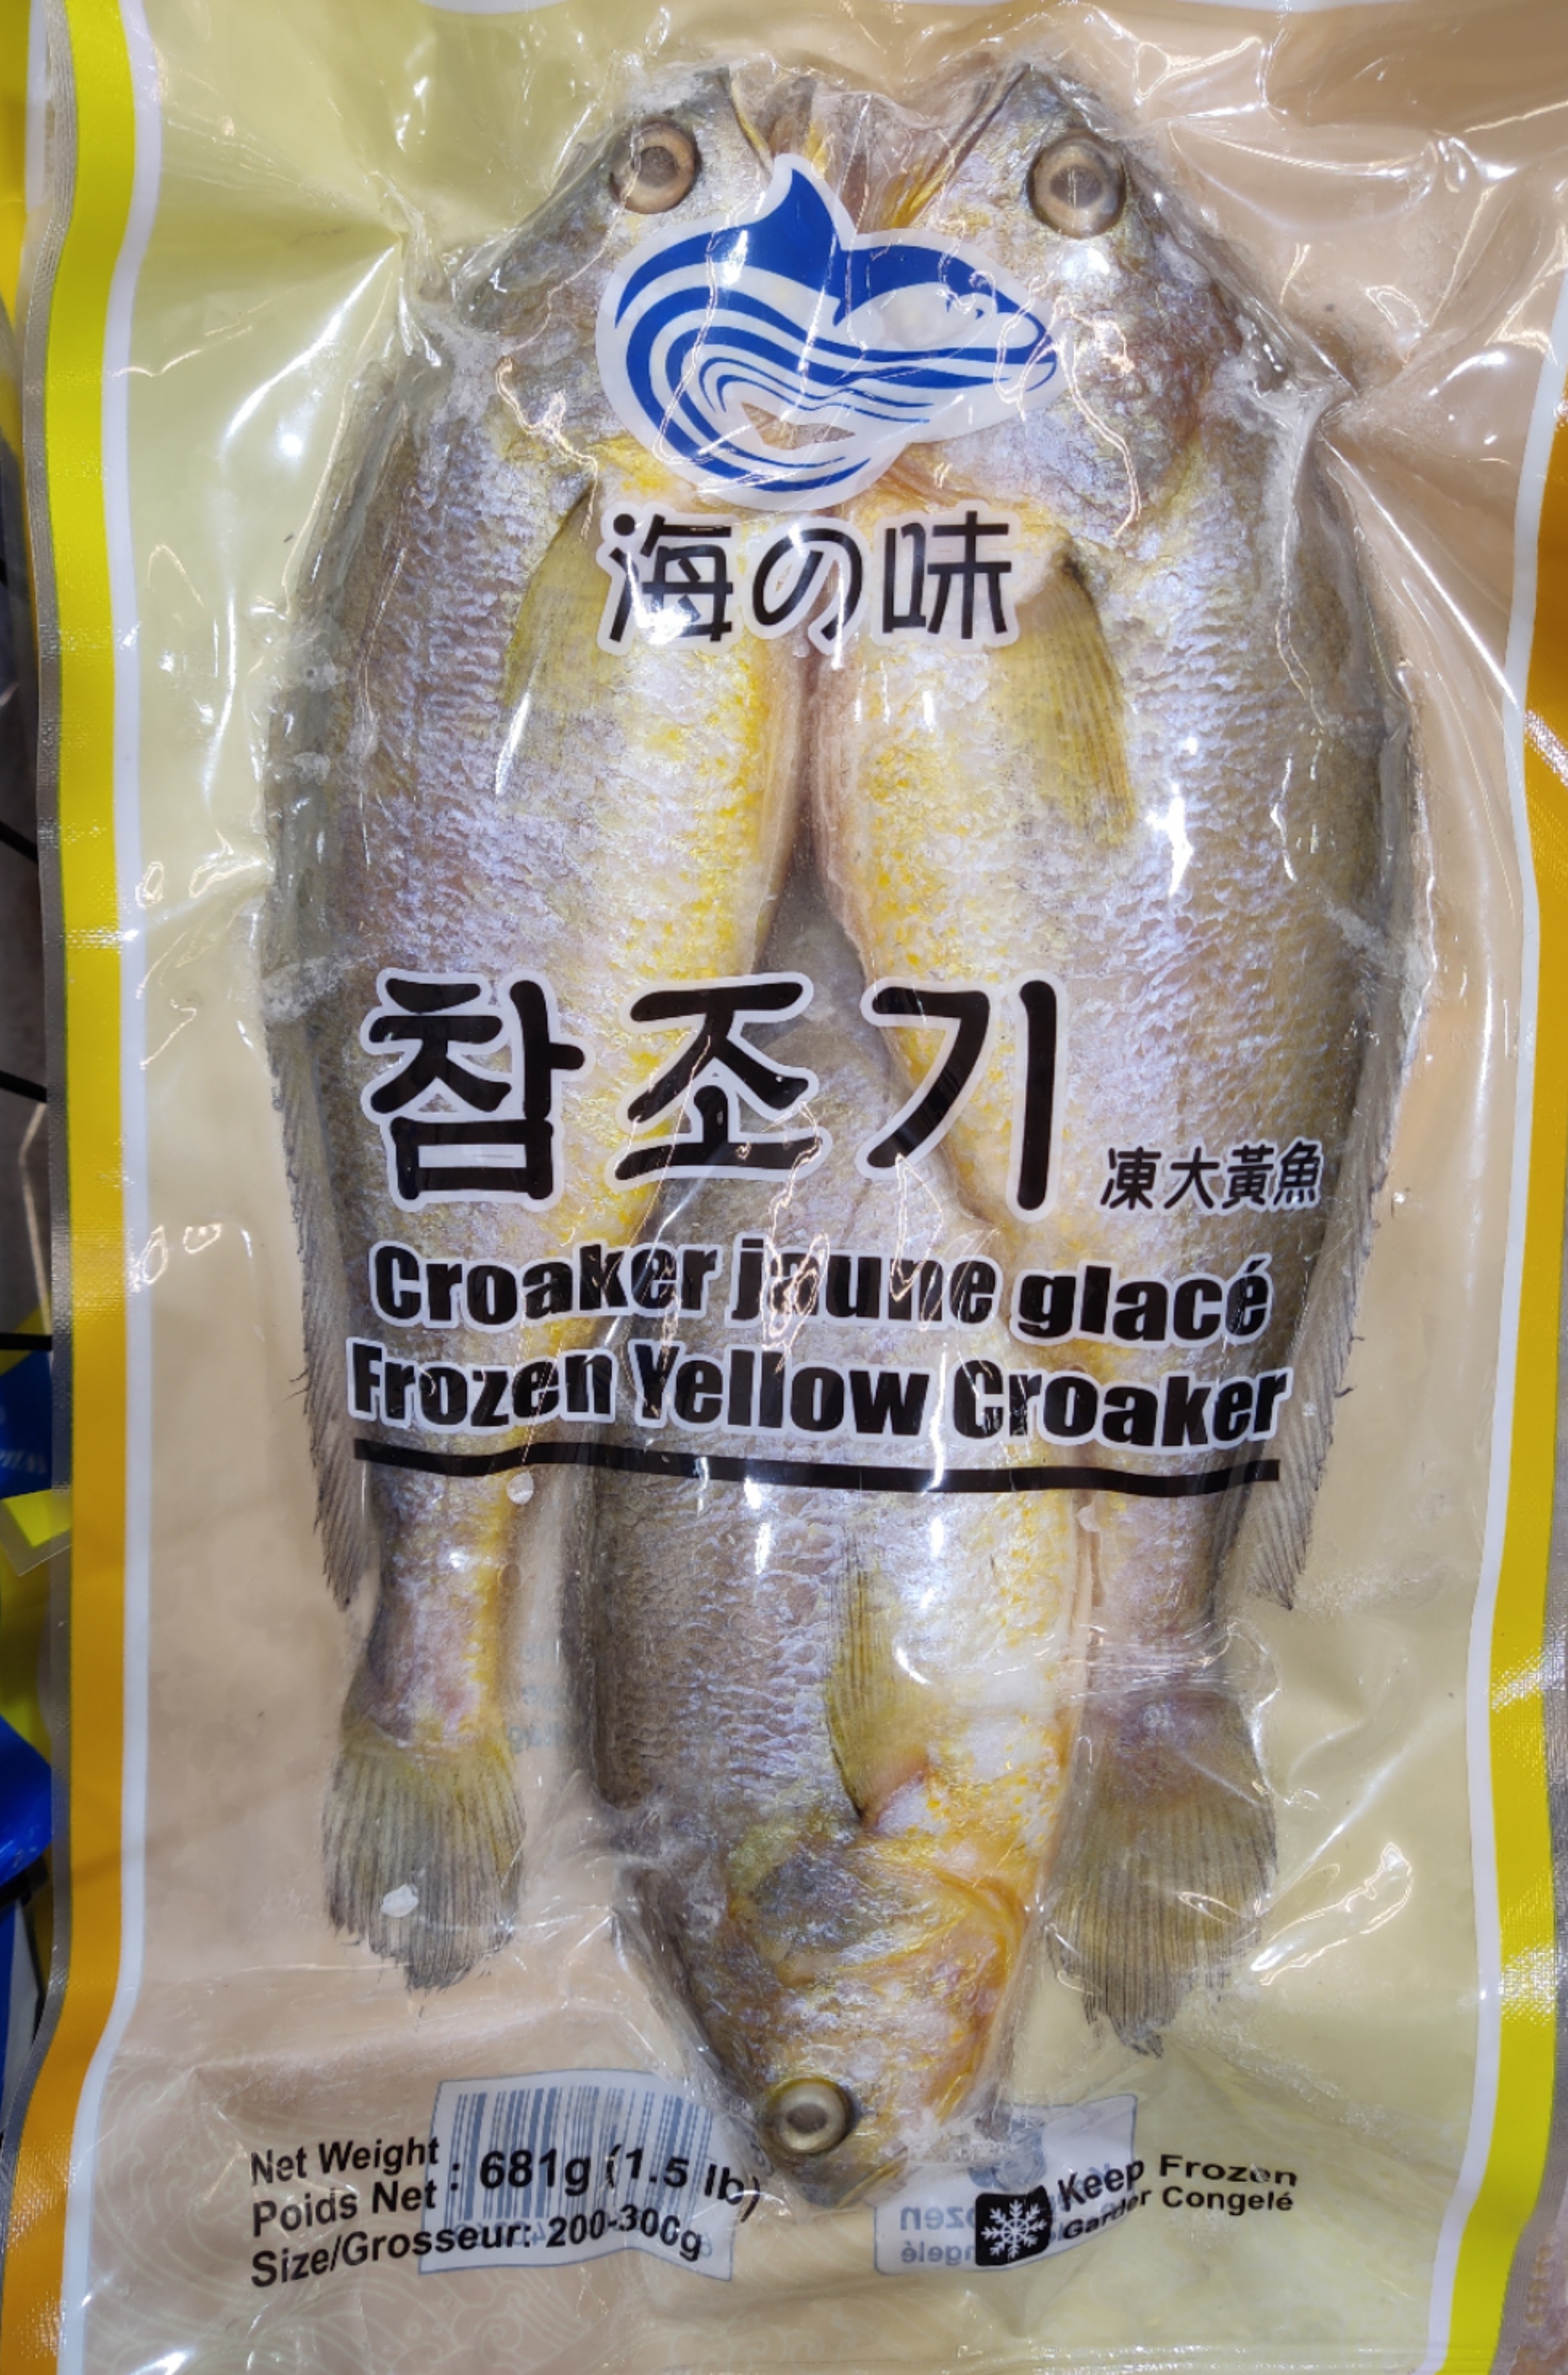 海の味
참조기
凍大黃魚
Croaker jaune glacé
Frozen Yellow Croaker
Net Weight
Poids Net : 681g (1.5 lb)
Size/Grosseur: 200-300g
Keep Frozen
Garder Congelé